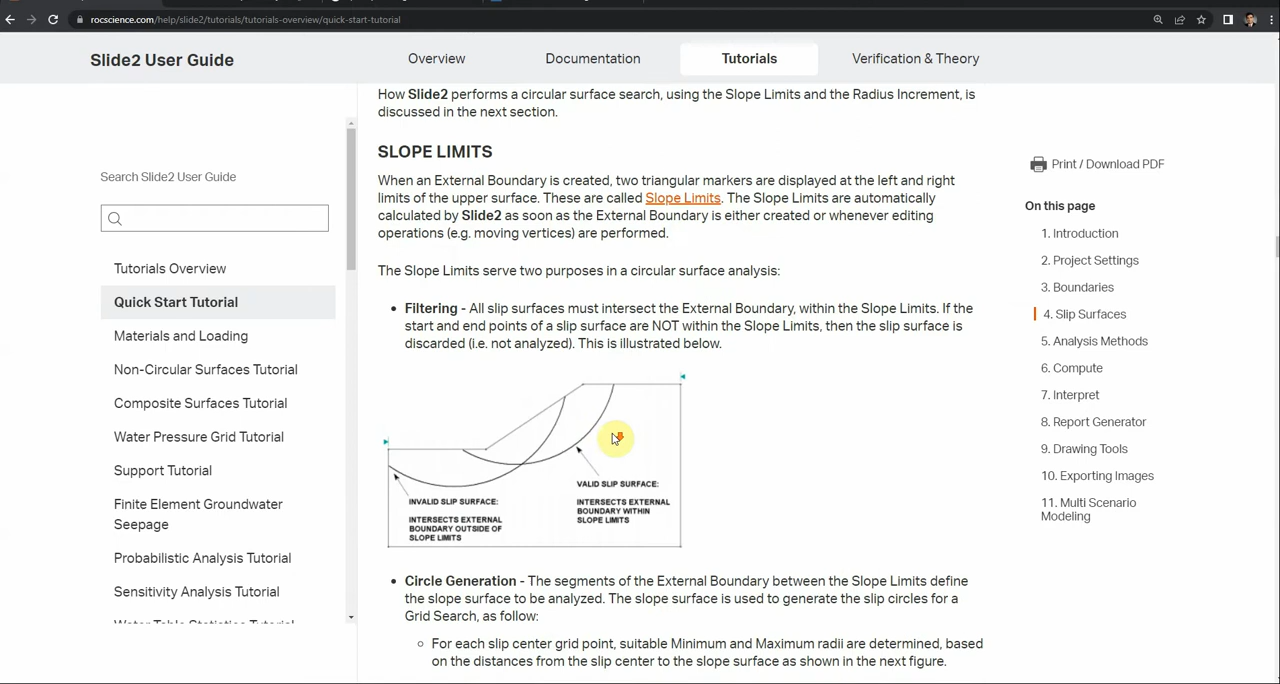 rocscience.com/help/slide2/tutorials/tutorials-overview/quick-start-tutorial
Slide2 User Guide
Overview
Documentation
Tutorials
Verification & Theory
Search Slide2 User Guide
Tutorials Overview
Quick Start Tutorial
Materials and Loading
Non-Circular Surfaces Tutorial
Composite Surfaces Tutorial
Water Pressure Grid Tutorial
Support Tutorial
Finite Element Groundwater
Seepage
Probabilistic Analysis Tutorial
Sensitivity Analysis Tutorial
Water Table Statistics Tutorial
How Slide2 performs a circular surface search, using the Slope Limits and the Radius Increment, is
discussed in the next section.
SLOPE LIMITS
When an External Boundary is created, two triangular markers are displayed at the left and right
limits of the upper surface. These are called Slope Limits. The Slope Limits are automatically
calculated by Slide2 as soon as the External Boundary is either created or whenever editing
operations (e.g. moving vertices) are performed.
The Slope Limits serve two purposes in a circular surface analysis:
• Filtering - All slip surfaces must intersect the External Boundary, within the Slope Limits. If the
start and end points of a slip surface are NOT within the Slope Limits, then the slip surface is
discarded (i.e. not analyzed). This is illustrated below.
INVALID SLIP SURFACE:
INTERSECTS EXTERNAL
BOUNDARY OUTSIDE OF
SLOPE LIMITS
VALID SLIP SURFACE:
INTERSECTS EXTERNAL
BOUNDARY WITHIN
SLOPE LIMITS
• Circle Generation - The segments of the External Boundary between the Slope Limits define
the slope surface to be analyzed. The slope surface is used to generate the slip circles for a
Grid Search, as follow:
○ For each slip center grid point, suitable Minimum and Maximum radii are determined, based
on the distances from the slip center to the slope surface as shown in the next figure.
Print / Download PDF
On this page
1. Introduction
2. Project Settings
3. Boundaries
4. Slip Surfaces
5. Analysis Methods
6. Compute
7. Interpret
8. Report Generator
9. Drawing Tools
10. Exporting Images
11. Multi Scenario
Modeling